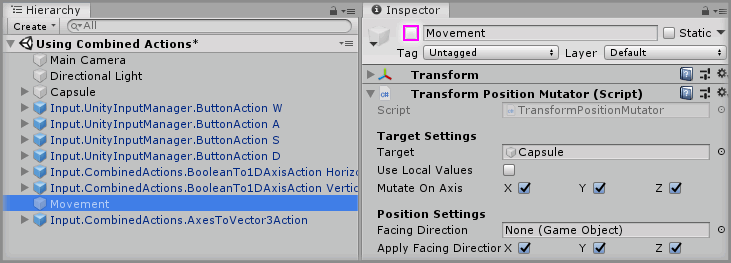 Hierarchy
Create
All
Using Combined Actions*
Main Camera
Directional Light
Capsule
Input.UnityInputManager.ButtonAction W
Input.UnityInputManager.ButtonAction A
Input.UnityInputManager.ButtonAction S
Input.UnityInputManager.ButtonAction D
Input.CombinedActions.BooleanTo1DAxisAction Horizo
Input.CombinedActions.BooleanTo1DAxisAction Vertic
Movement
Input.CombinedActions.AxesToVector3Action
Inspector
Movement
Static
Tag Untagged Layer Default
Transform
Transform Position Mutator (Script)
Script TransformPositionMutator
Target Settings
Target Capsule
Use Local Values
Mutate On Axis X Y Z
Position Settings
Facing Direction None (Game Object)
Apply Facing Direction X Y Z